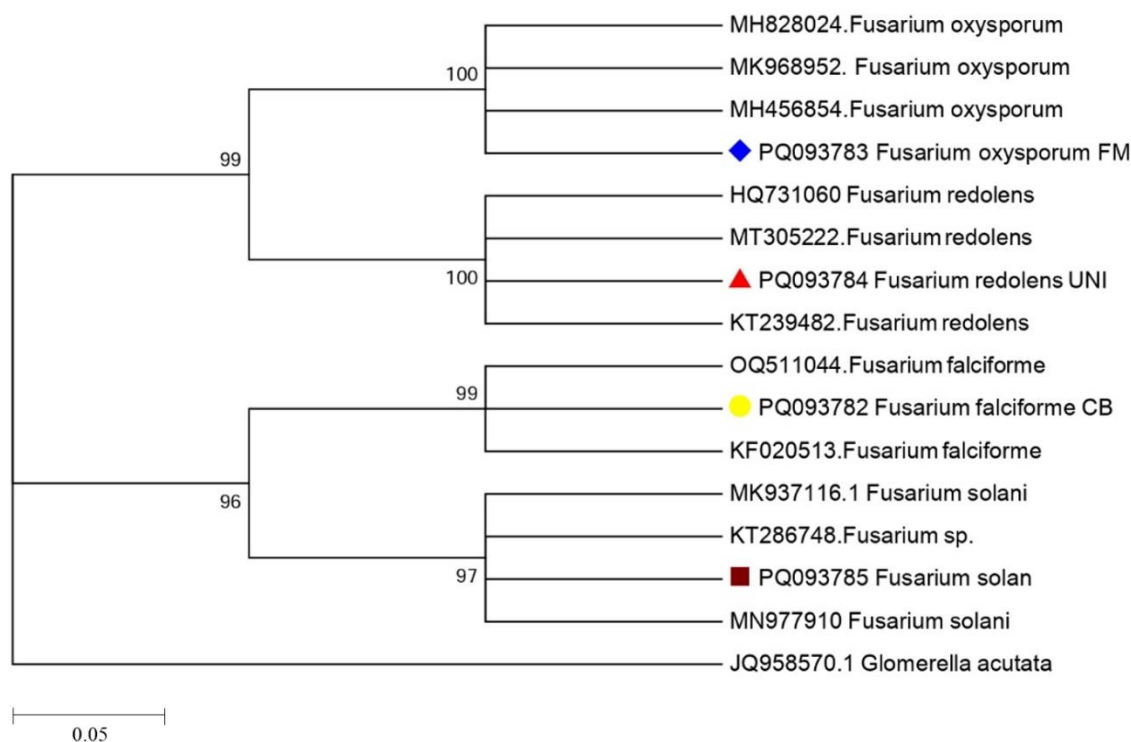 MH828024.Fusarium oxysporum
100
MK968952. Fusarium oxysporum
MH456854.Fusarium oxysporum
99
PQ093783 Fusarium oxysporum FM
HQ731060 Fusarium redolens
MT305222.Fusarium redolens
100
PQ093784 Fusarium redolens UNI
KT239482.Fusarium redolens
OQ511044.Fusarium falciforme
99
PQ093782 Fusarium falciforme CB
KF020513.Fusarium falciforme
96
MK937116.1 Fusarium solani
KT286748.Fusarium sp.
97
PQ093785 Fusarium solan
MN977910 Fusarium solani
JQ958570.1 Glomerella acutata
0.05